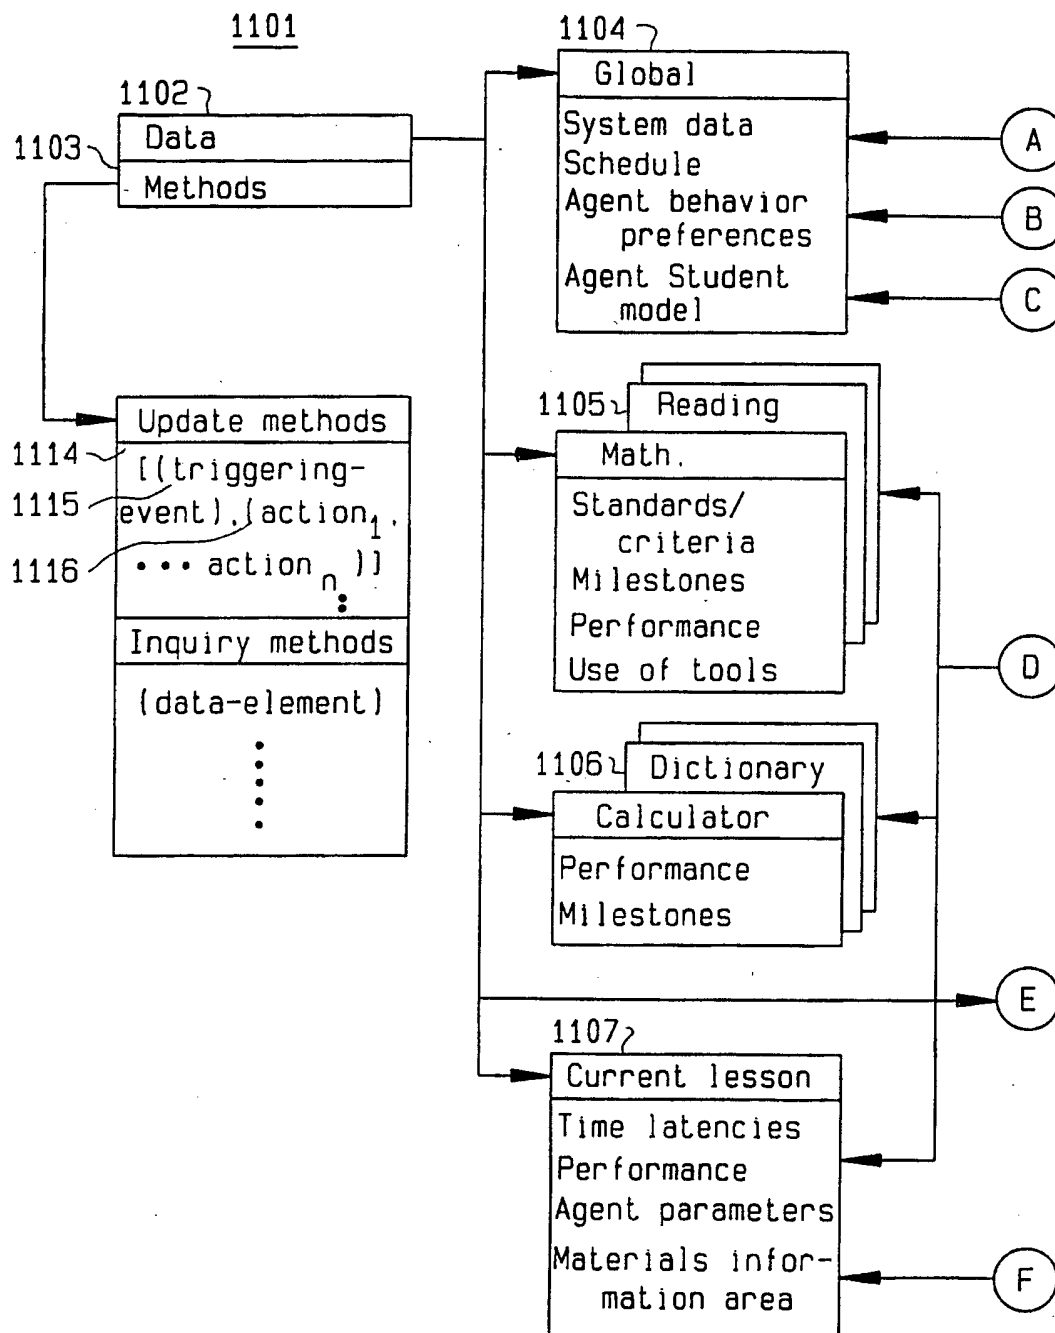 1101
1102
Data
1103
Methods
1114
Update methods
1115
[(triggering-
event),(action1,
1116
••• action n )]
Inquiry methods
(data-element)
1104
Global
System data
Schedule
Agent behavior
preferences
Agent Student
model
A
B
C
1105
Reading
Math.
Standards/
criteria
Milestones
Performance
Use of tools
D
1106
Dictionary
Calculator
Performance
Milestones
E
1107
Current lesson
Time latencies
Performance
Agent parameters
Materials infor-
mation area
F